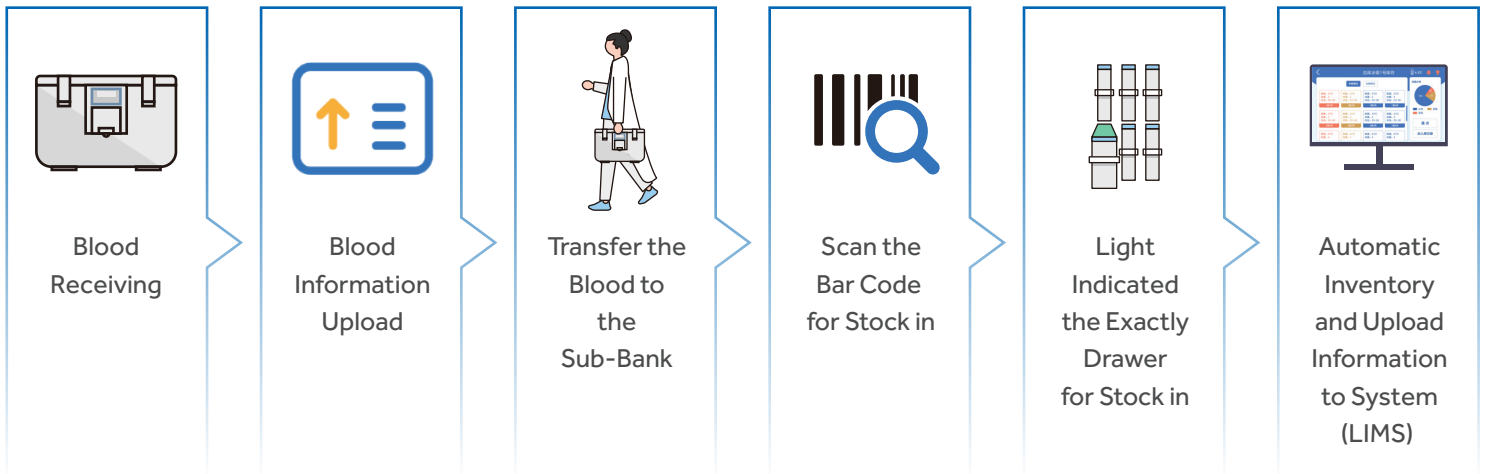 Blood
Receiving
Blood
Information
Upload
Transfer the
Blood to
the
Sub-Bank
Scan the
Bar Code
for Stock in
Light
Indicated
the Exactly
Drawer
for Stock in
Automatic
Inventory
and Upload
Information
to System
(LIMS)